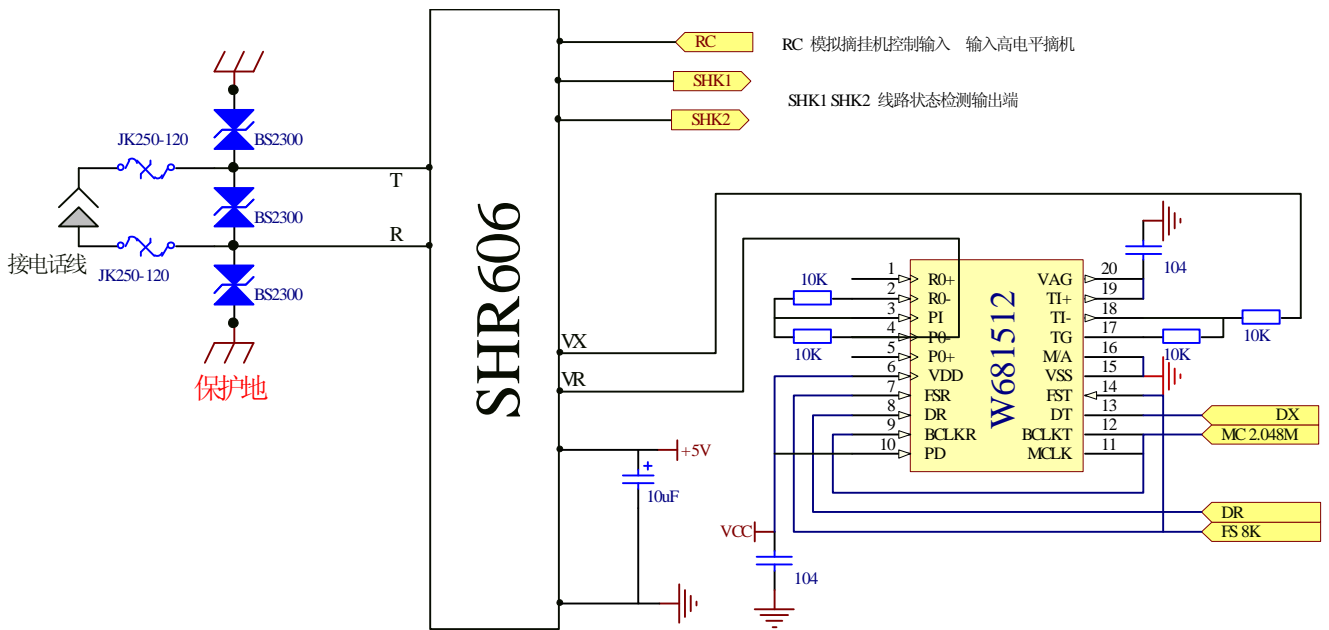 RC
RC 模拟摘挂机控制输入 输入高电平摘机
SHK1
SHK1 SHK2 线路状态检测输出端
SHK2
JK250-120
BS2300
T
BS2300
R
接电话线
JK250-120
BS2300
保护地
SHR606
VX
VR
+5V
+
10uF
104
W681512
1 R0+ VAG 20
2 R0- TI+ 19
3 PI TI- 18
4 P0- TG 17
5 P0+ M/A 16
6 VDD VSS 15
7 FSR FST 14
8 DR DT 13
9 BCLKR BCLKT 12
10 PD MCLK 11
10K
10K
10K
10K
DX
MC 2.048M
DR
FS 8K
VCC
104